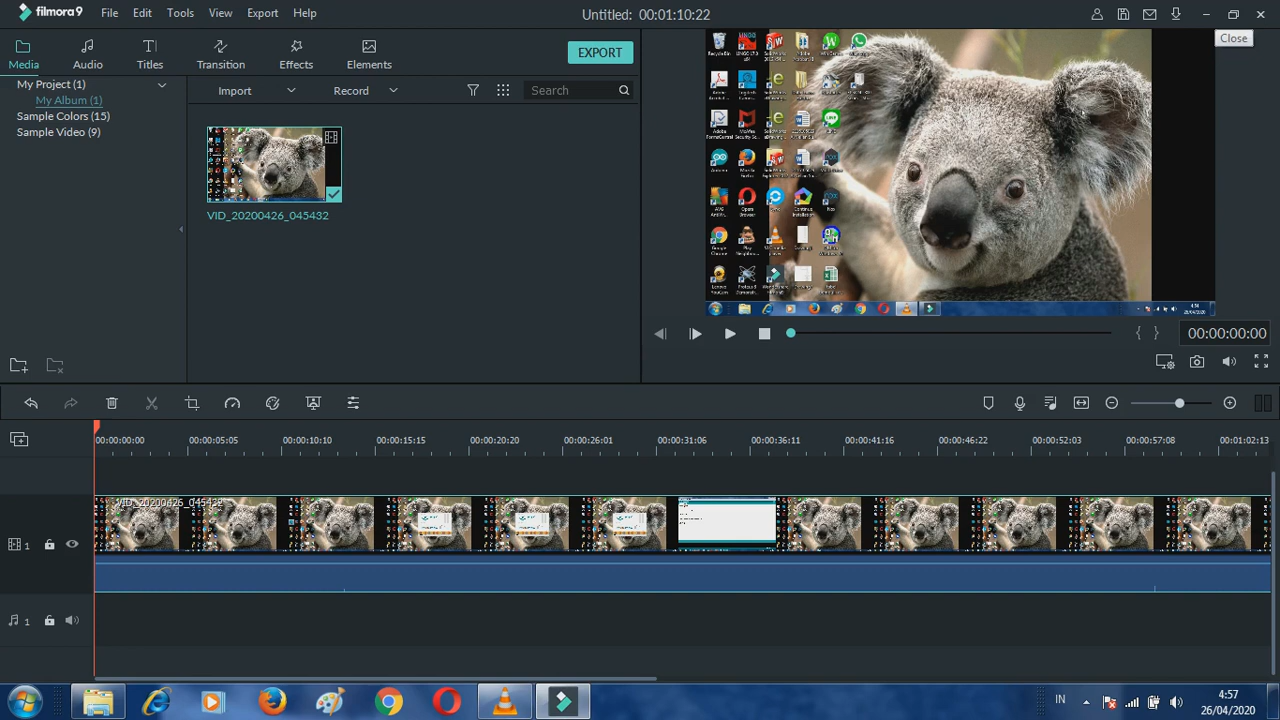 filmora9 File Edit Tools View Export Help Untitled: 00:01:10:22
Media Audio Titles Transition Effects Elements EXPORT Close
My Project (1) Import Record Search
My Album (1)
Sample Colors (15)
Sample Video (9)
VID_20200426_045432
00:00:00:00
00:00:00:00 00:00:05:05 00:00:10:10 00:00:15:15 00:00:20:20 00:00:26:01 00:00:31:06 00:00:36:11 00:00:41:16 00:00:46:22 00:00:52:03 00:00:57:08 00:01:02:13
VID_20200426_045432
1
1
IN 4:57
26/04/2020